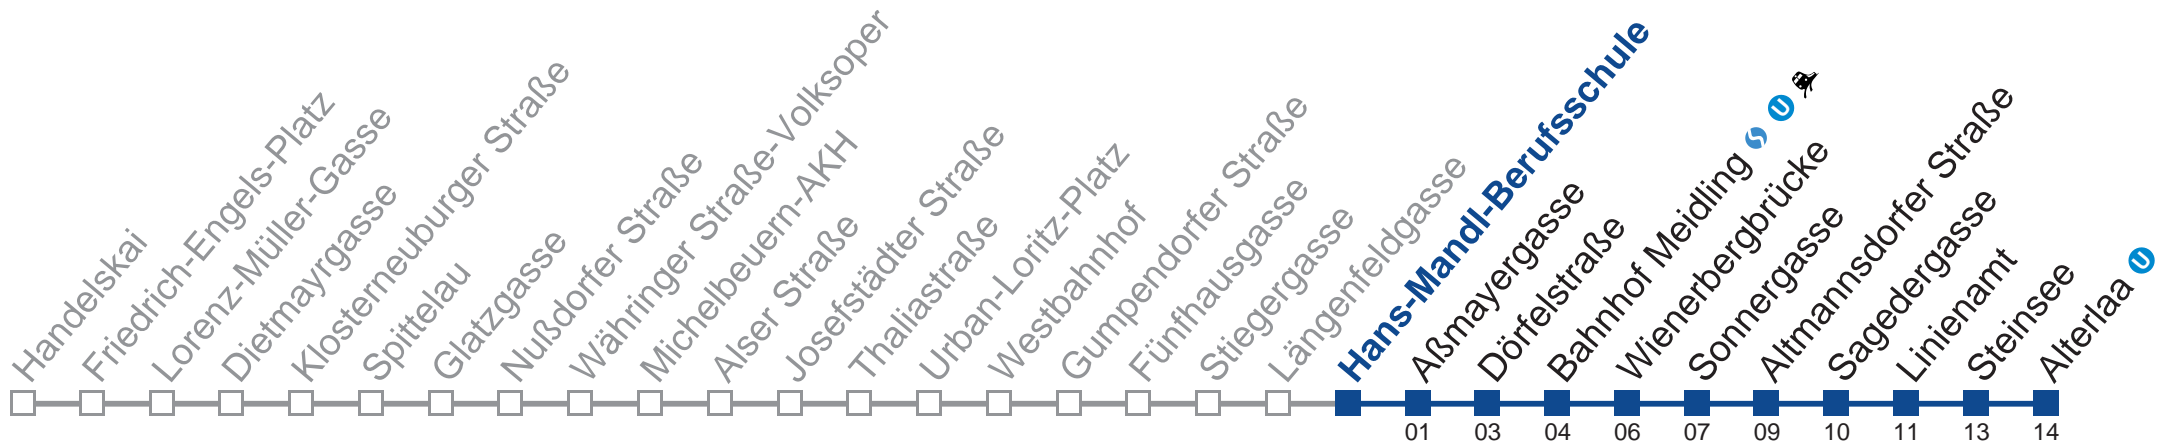 Handelskai
Friedrich-Engels-Platz
Lorenz-Müller-Gasse
Dietmayrgasse
Klosterneuburger Straße
Spittelau
Glatzgasse
Nußdorfer Straße
Währinger Straße-Volksoper
Michelbeuern-AKH
Alser Straße
Josefstädter Straße
Thaliastraße
Urban-Loritz-Platz
Westbahnhof
Gumpendorfer Straße
Fünfhausgasse
Stiegergasse
Längenfeldgasse
Hans-Mandl-Berufsschule
Aßmayergasse
Dörfelstraße
Bahnhof Meidling S U
Wienerbergbrücke
Sonnergasse
Altmannsdorfer Straße
Sagedergasse
Linienamt
Steinsee
Alterlaa U
01 03 04 06 07 09 10 11 13 14